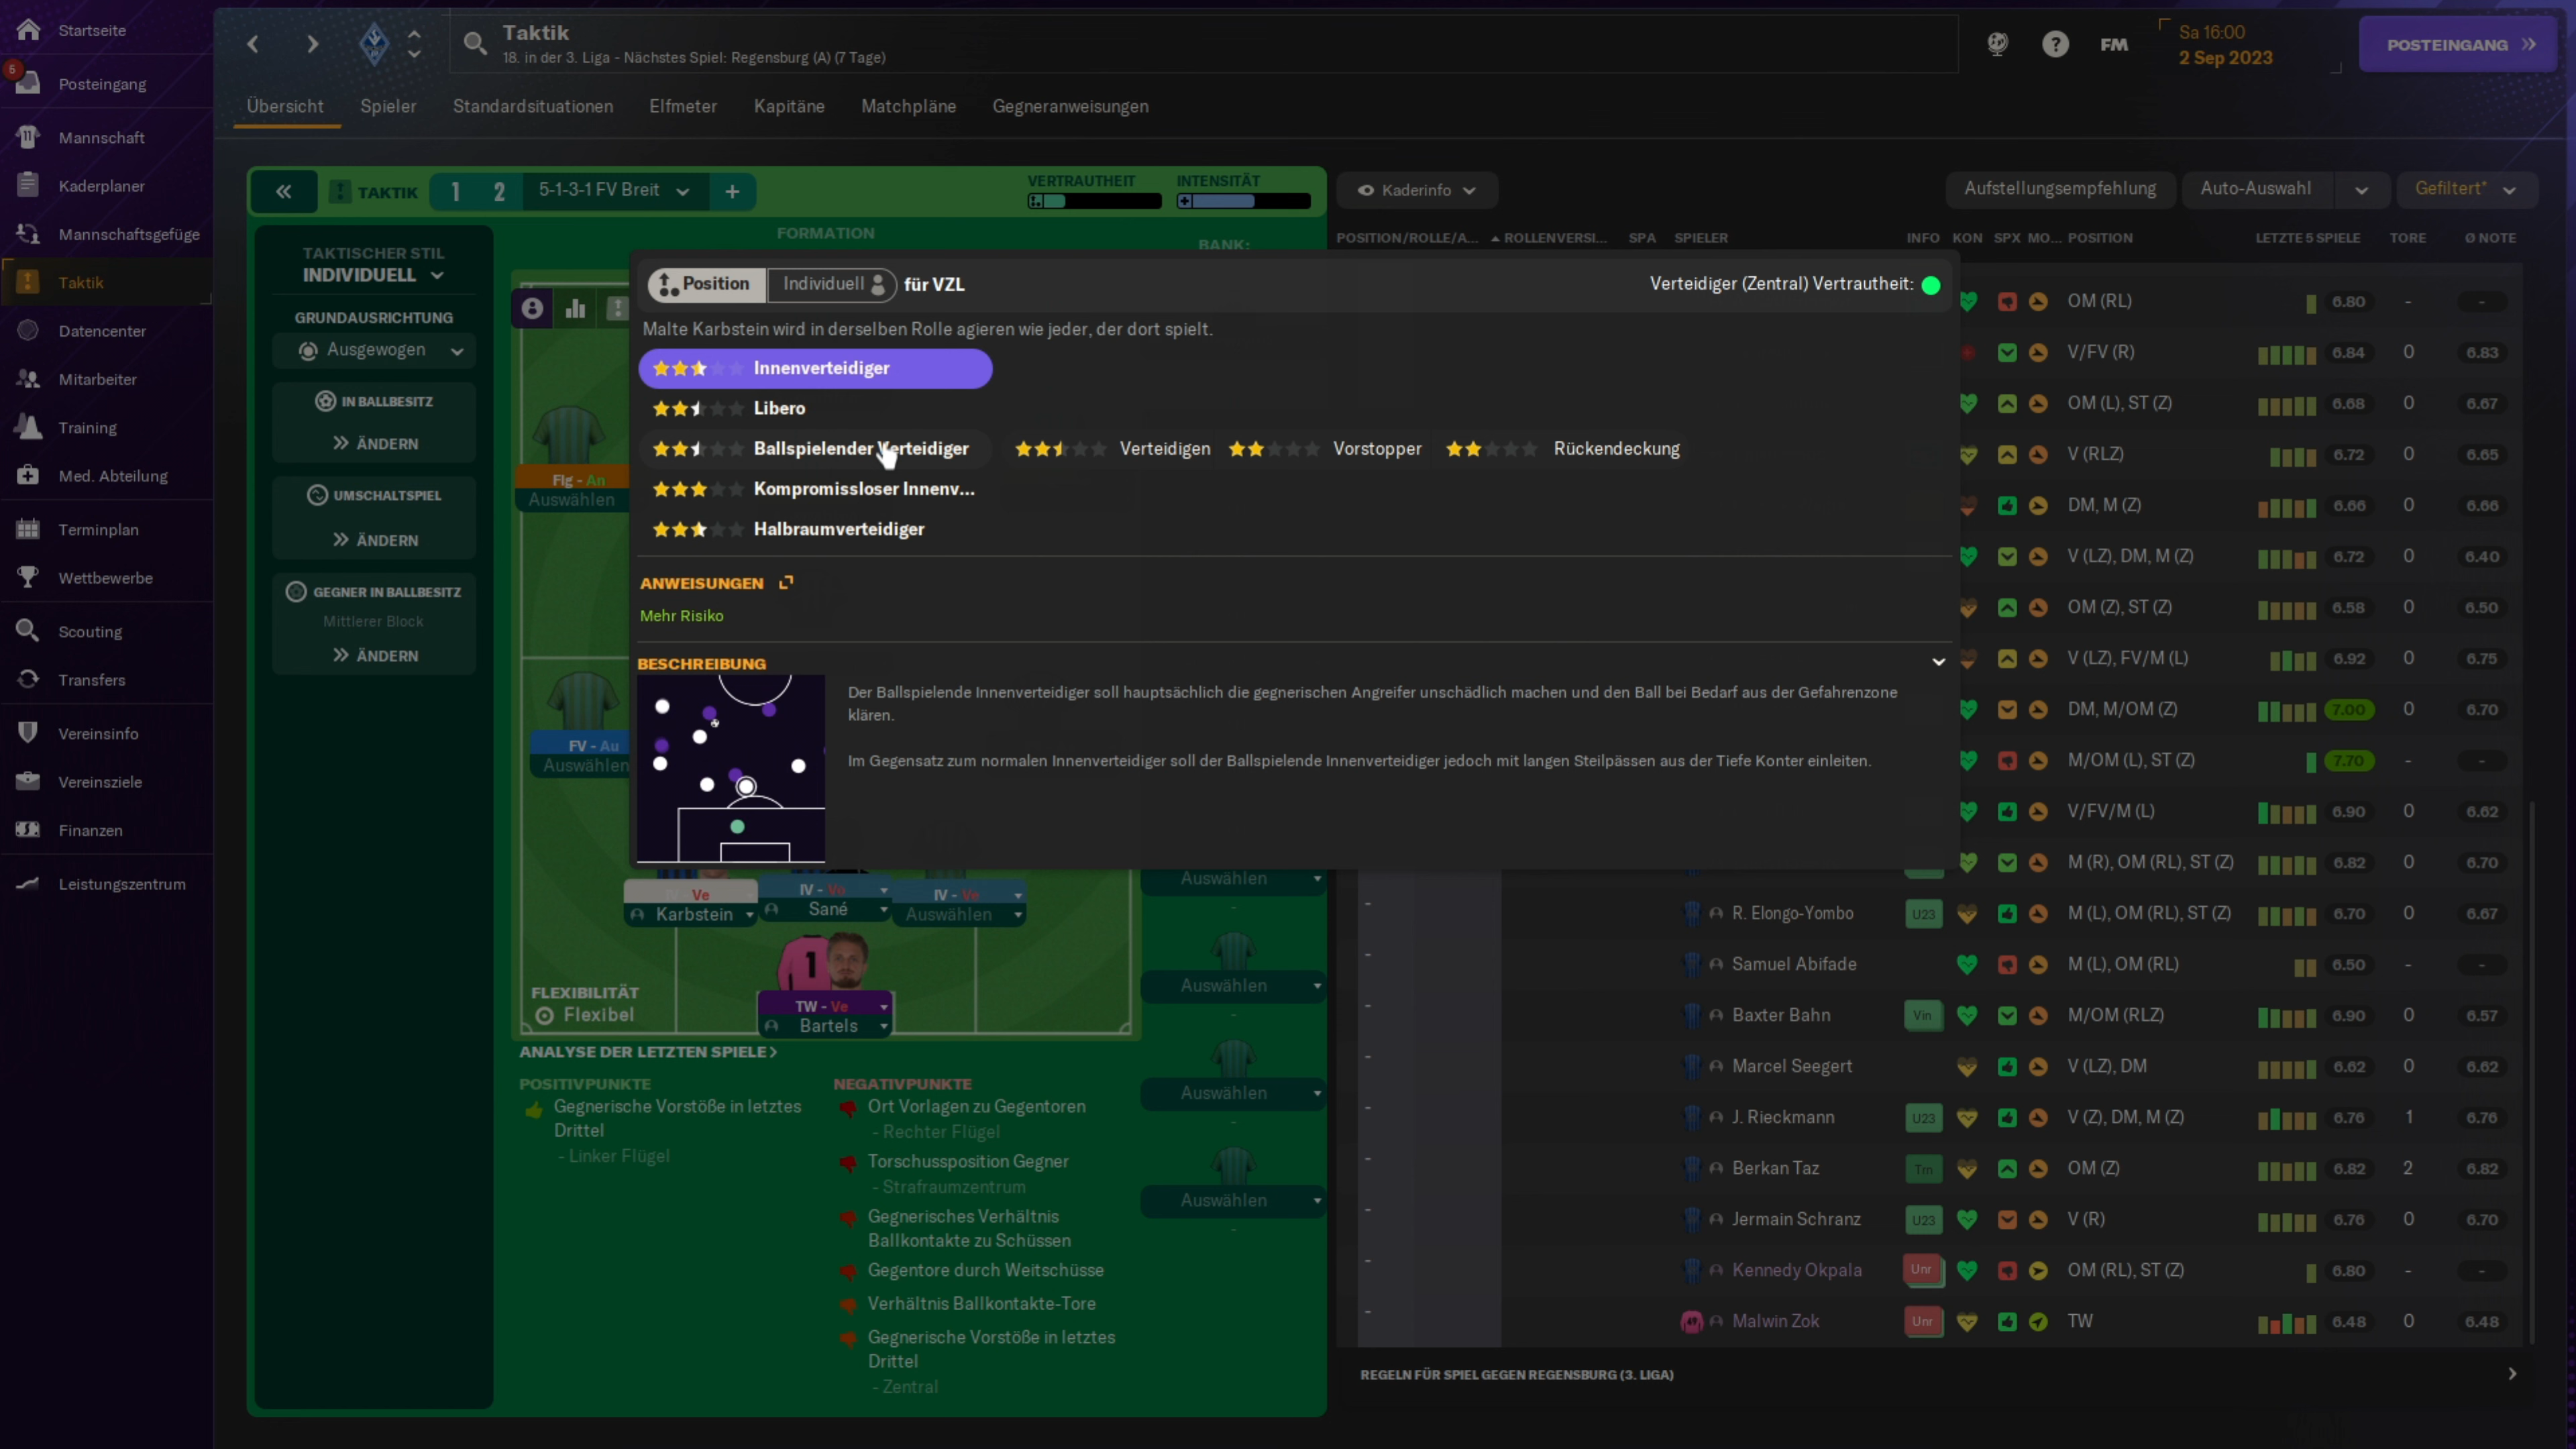 Startseite
5
Posteingang
Mannschaft
Kaderplaner
Mannschaftsgefüge
Taktik
Datencenter
Mitarbeiter
Training
Med. Abteilung
Terminplan
Wettbewerbe
Scouting
Transfers
Vereinsinfo
Vereinsziele
Finanzen
Leistungszentrum
Taktik
18. in der 3. Liga - Nächstes Spiel: Regensburg (A) (7 Tage)
FM
Sa 16:00
2 Sep 2023
POSTEINGANG
Übersicht Spieler Standardsituationen Elfmeter Kapitäne Matchpläne Gegneranweisungen
TAKTIK 1 2 5-1-3-1 FV Breit +
VERTRAUTHEIT INTENSITÄT
Kaderinfo
Aufstellungsempfehlung Auto-Auswahl Gefiltert*
TAKTISCHER STIL
INDIVIDUELL
GRUNDAUSRICHTUNG
Ausgewogen
IN BALLBESITZ
ÄNDERN
UMSCHALTSPIEL
ÄNDERN
GEGNER IN BALLBESITZ
Mittlerer Block
ÄNDERN
FORMATION
BANK:
POSITION/ROLLE/A... ROLLENVERSI... SPA SPIELER INFO KON SPX MO... POSITION LETZTE 5 SPIELE TORE Ø NOTE
Position Individuell für VZL
Verteidiger (Zentral) Vertrautheit:
Malte Karbstein wird in derselben Rolle agieren wie jeder, der dort spielt.
Innenverteidiger
Libero
Ballspielender Verteidiger Verteidigen Vorstopper Rückendeckung
Kompromissloser Innenv...
Halbraumverteidiger
ANWEISUNGEN
Mehr Risiko
BESCHREIBUNG
Der Ballspielende Innenverteidiger soll hauptsächlich die gegnerischen Angreifer unschädlich machen und den Ball bei Bedarf aus der Gefahrenzone
klären.
Im Gegensatz zum normalen Innenverteidiger soll der Ballspielende Innenverteidiger jedoch mit langen Steilpässen aus der Tiefe Konter einleiten.
Flg - An
Auswählen
FV - Au
Auswählen
Ve
Karbstein
IV - Ve
Sané
IV - Ve
Auswählen
1
TW - Ve
Bartels
FLEXIBILITÄT
Flexibel
Auswählen
-
Auswählen
-
Auswählen
-
Auswählen
-
ANALYSE DER LETZTEN SPIELE
POSITIVPUNKTE
Gegnerische Vorstöße in letztes
Drittel
- Linker Flügel
NEGATIVPUNKTE
Ort Vorlagen zu Gegentoren
- Rechter Flügel
Torschussposition Gegner
- Strafraumzentrum
Gegnerisches Verhältnis
Ballkontakte zu Schüssen
Gegentore durch Weitschüsse
Verhältnis Ballkontakte-Tore
Gegnerische Vorstöße in letztes
Drittel
- Zentral
OM (RL) 6.80 - -
V/FV (R) 6.84 0 6.83
OM (L), ST (Z) 6.68 0 6.67
V (RLZ) 6.72 0 6.65
DM, M (Z) 6.66 0 6.66
V (LZ), DM, M (Z) 6.72 0 6.40
OM (Z), ST (Z) 6.58 0 6.50
V (LZ), FV/M (L) 6.92 0 6.75
DM, M/OM (Z) 7.00 0 6.70
M/OM (L), ST (Z) 7.70 - -
V/FV/M (L) 6.90 0 6.62
M (R), OM (RL), ST (Z) 6.82 0 6.70
- R. Elongo-Yombo U23 M (L), OM (RL), ST (Z) 6.70 0 6.67
- Samuel Abifade M (L), OM (RL) 6.50 - -
- Baxter Bahn Vin M/OM (RLZ) 6.90 0 6.57
- Marcel Seegert V (LZ), DM 6.62 0 6.62
- J. Rieckmann U23 V (Z), DM, M (Z) 6.76 1 6.76
- Berkan Taz Trn OM (Z) 6.82 2 6.82
- Jermain Schranz U23 V (R) 6.76 0 6.70
- Kennedy Okpala Unr OM (RL), ST (Z) 6.80 - -
- Malwin Zok Unr TW 6.48 0 6.48
REGELN FÜR SPIEL GEGEN REGENSBURG (3. LIGA)